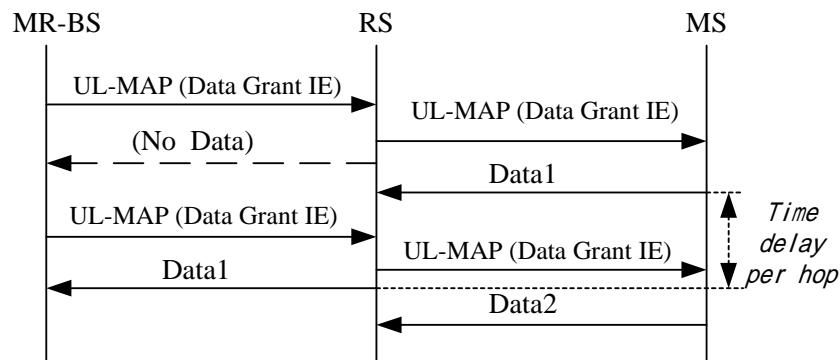 MR-BS RS MS
UL-MAP (Data Grant IE)
UL-MAP (Data Grant IE)
(No Data)
Data1
UL-MAP (Data Grant IE)
Time
delay
per hop
UL-MAP (Data Grant IE)
Data1
Data2